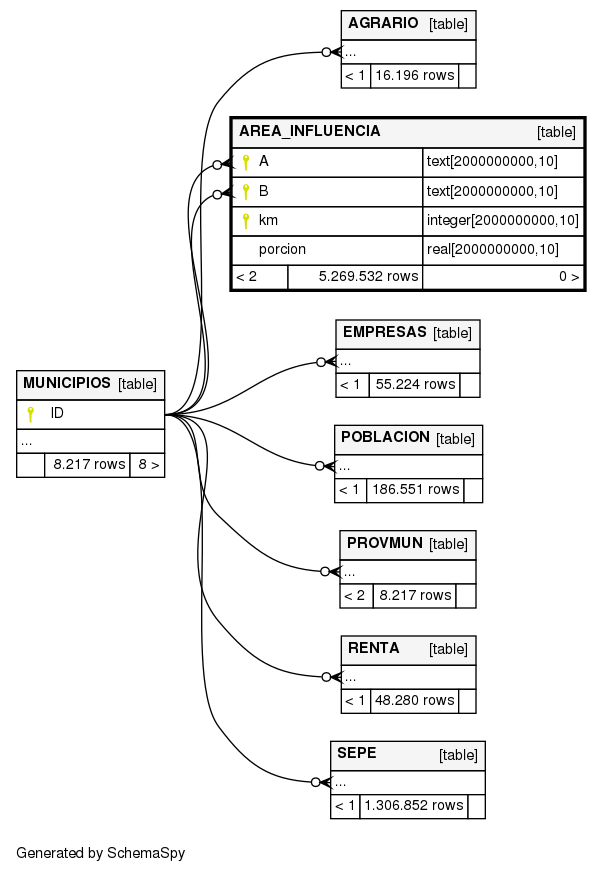 AGRARIO [table]
...
< 1 16.196 rows
AREA_INFLUENCIA [table]
A text[2000000000,10]
B text[2000000000,10]
km integer[2000000000,10]
porcion real[2000000000,10]
< 2 5.269.532 rows 0 >
EMPRESAS [table]
...
< 1 55.224 rows
MUNICIPIOS [table]
ID
...
8.217 rows 8 >
POBLACION [table]
...
< 1 186.551 rows
PROVMUN [table]
...
< 2 8.217 rows
RENTA [table]
...
< 1 48.280 rows
SEPE [table]
...
< 1 1.306.852 rows
Generated by SchemaSpy